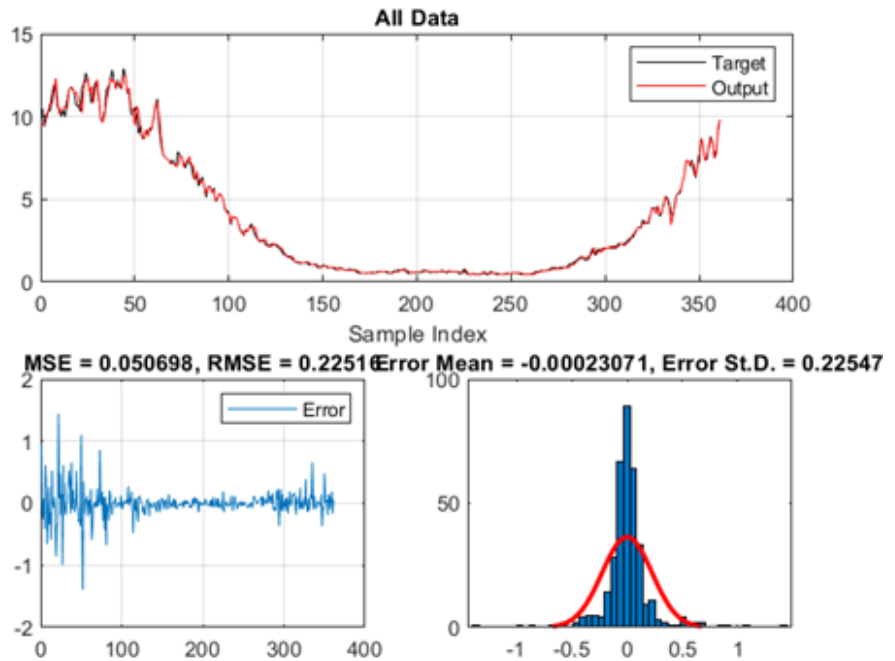 All Data
15
10
5
0
Target
Output
0 50 100 150 200 250 300 350 400
Sample Index
MSE = 0.050698, RMSE = 0.22516
Error Mean = -0.00023071, Error St.D. = 0.22547
2
1
0
-1
-2
Error
0 100 200 300 400
100
50
0
-1 -0.5 0 0.5 1